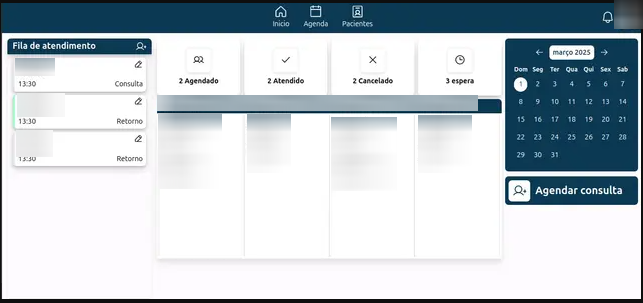 Início Agenda Pacientes
Fila de atendimento
13:30 Consulta
13:30 Retorno
13:30 Retorno
2 Agendado
2 Atendido
2 Cancelado
3 espera
março 2025
Dom Seg Ter Qua Qui Sex Sab
1 2 3 4 5 6 7
8 9 10 11 12 13 14
15 16 17 18 19 20 21
22 23 24 25 26 27 28
29 30 31
Agendar consulta